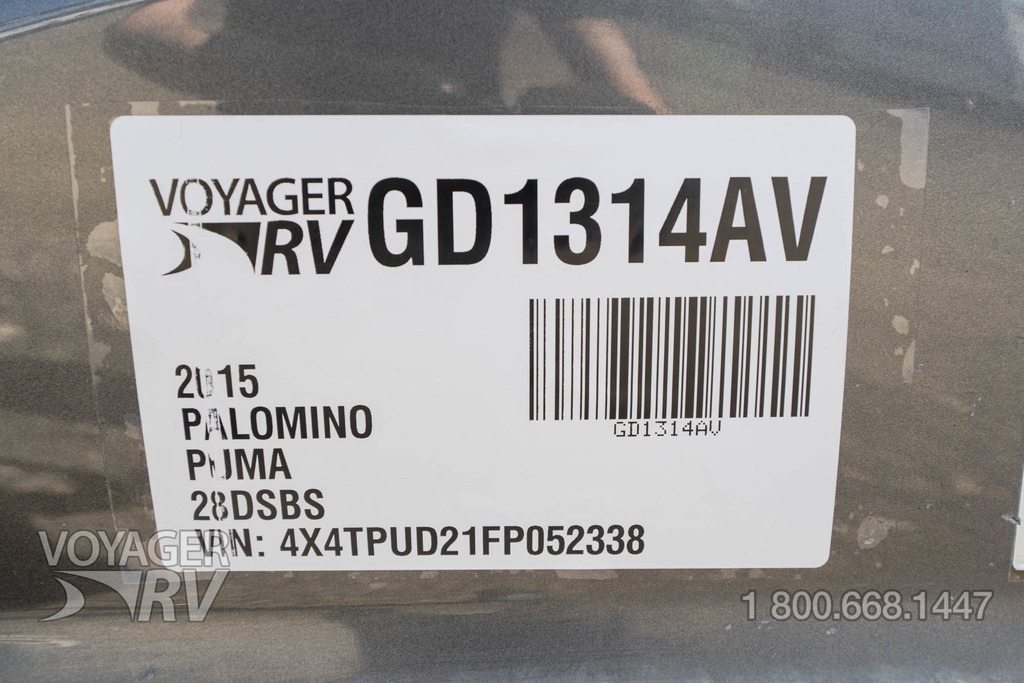 VOYAGER
RV
GD1314AV
GD1314AV
2015
PALOMINO
PUMA
28DSBS
VIN: 4X4TPUD21FP052338
VOYAGER
RV
1 800.668.1447